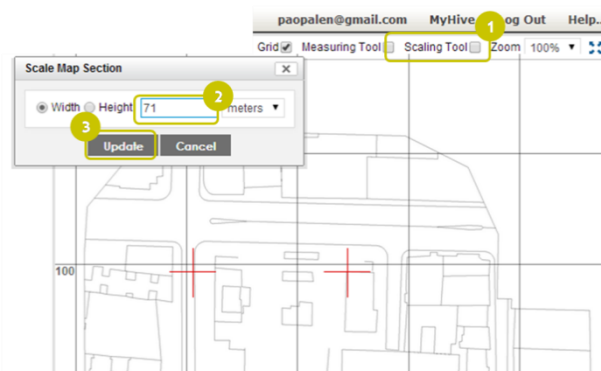 paopalen@gmail.com MyHive Log Out Help..
1
Grid Measuring Tool Scaling Tool Zoom 100%
Scale Map Section
Width Height 71 meters
2
3
Update Cancel
100